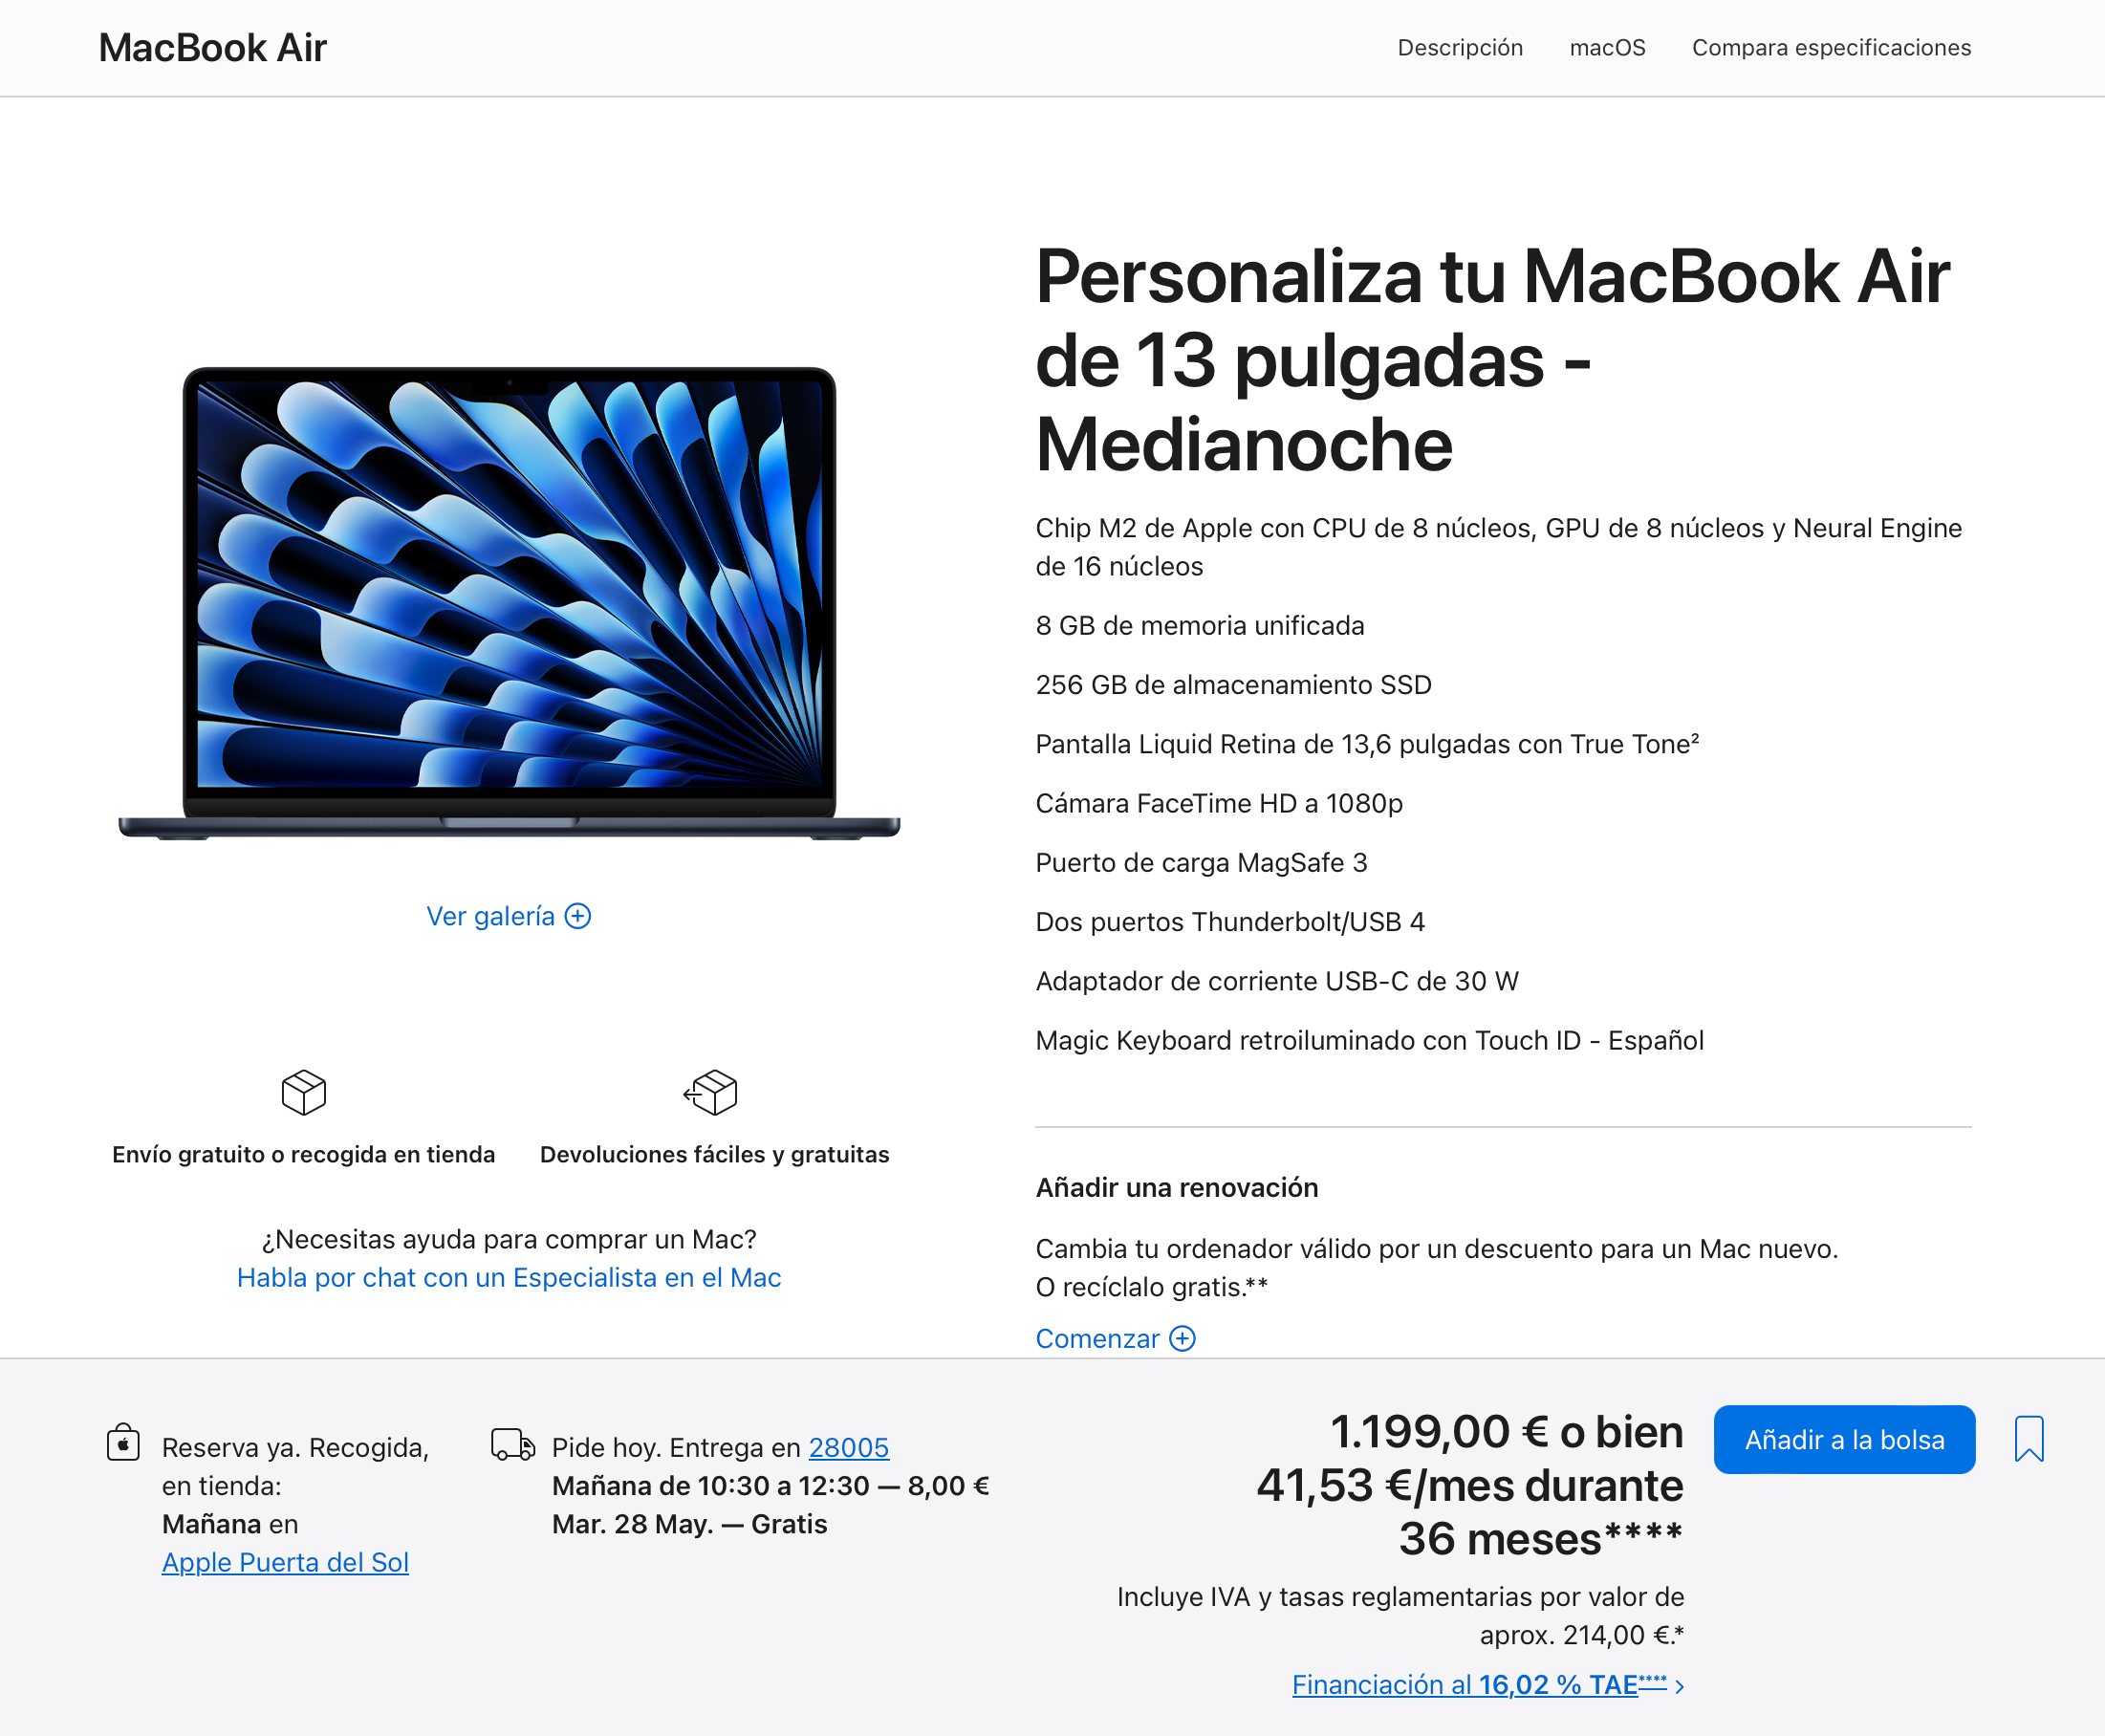 MacBook Air
Descripción
macOS
Compara especificaciones
Personaliza tu MacBook Air
de 13 pulgadas -
Medianoche
Chip M2 de Apple con CPU de 8 núcleos, GPU de 8 núcleos y Neural Engine
de 16 núcleos
8 GB de memoria unificada
256 GB de almacenamiento SSD
Pantalla Liquid Retina de 13,6 pulgadas con True Tone²
Cámara FaceTime HD a 1080p
Puerto de carga MagSafe 3
Dos puertos Thunderbolt/USB 4
Adaptador de corriente USB-C de 30 W
Magic Keyboard retroiluminado con Touch ID - Español
Ver galería
Envío gratuito o recogida en tienda
Devoluciones fáciles y gratuitas
¿Necesitas ayuda para comprar un Mac?
Habla por chat con un Especialista en el Mac
Añadir una renovación
Cambia tu ordenador válido por un descuento para un Mac nuevo.
O recíclalo gratis.**
Comenzar
Reserva ya. Recogida,
en tienda:
Mañana en
Apple Puerta del Sol
Pide hoy. Entrega en 28005
Mañana de 10:30 a 12:30 — 8,00 €
Mar. 28 May. — Gratis
1.199,00 € o bien
41,53 €/mes durante
36 meses****
Incluye IVA y tasas reglamentarias por valor de
aprox. 214,00 €.*
Financiación al 16,02 % TAE**** ›
Añadir a la bolsa